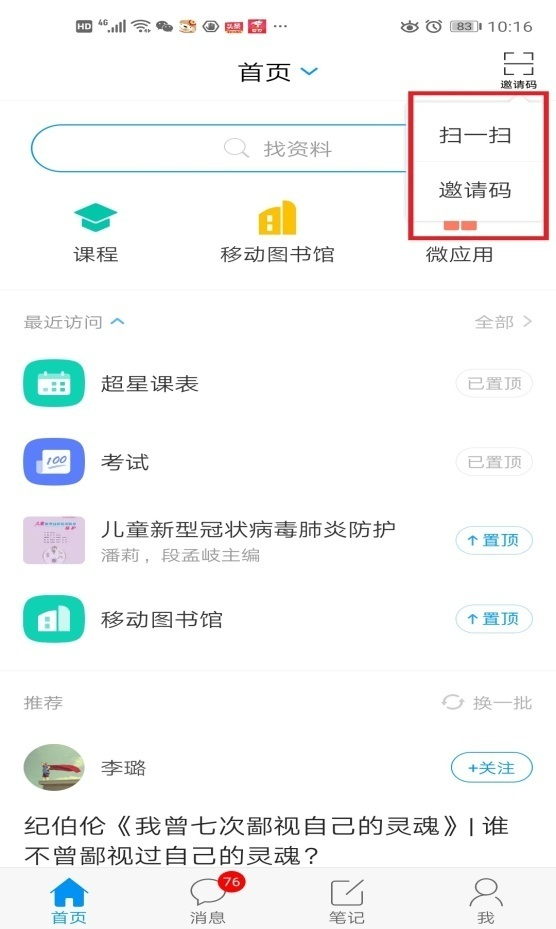 HD 4G 83 10:16
首页
邀请码
扫一扫
找资料
邀请码
课程 移动图书馆 微应用
最近访问 全部
超星课表 已置顶
100
考试 已置顶
儿童新型冠状病毒肺炎防护
潘莉，段孟岐主编
置顶
移动图书馆 置顶
推荐 换一批
李璐 +关注
纪伯伦《我曾七次鄙视自己的灵魂》| 谁
不曾鄙视过自己的灵魂？
76
首页 消息 笔记 我